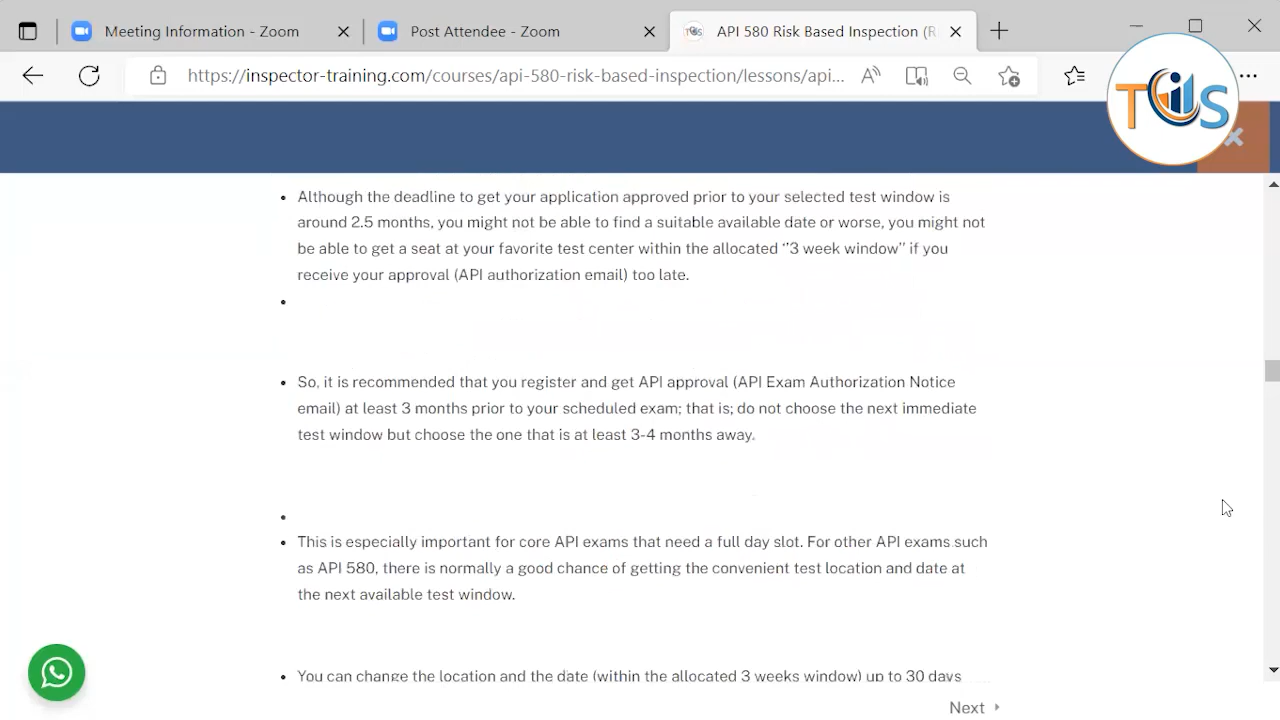 Meeting Information - Zoom
Post Attendee - Zoom
API 580 Risk Based Inspection (R
https://inspector-training.com/courses/api-580-risk-based-inspection/lessons/api...
TIS
Although the deadline to get your application approved prior to your selected test window is
around 2.5 months, you might not be able to find a suitable available date or worse, you might not
be able to get a seat at your favorite test center within the allocated ‘’3 week window’’ if you
receive your approval (API authorization email) too late.
So, it is recommended that you register and get API approval (API Exam Authorization Notice
email) at least 3 months prior to your scheduled exam; that is; do not choose the next immediate
test window but choose the one that is at least 3-4 months away.
This is especially important for core API exams that need a full day slot. For other API exams such
as API 580, there is normally a good chance of getting the convenient test location and date at
the next available test window.
You can change the location and the date (within the allocated 3 weeks window) up to 30 days
Next